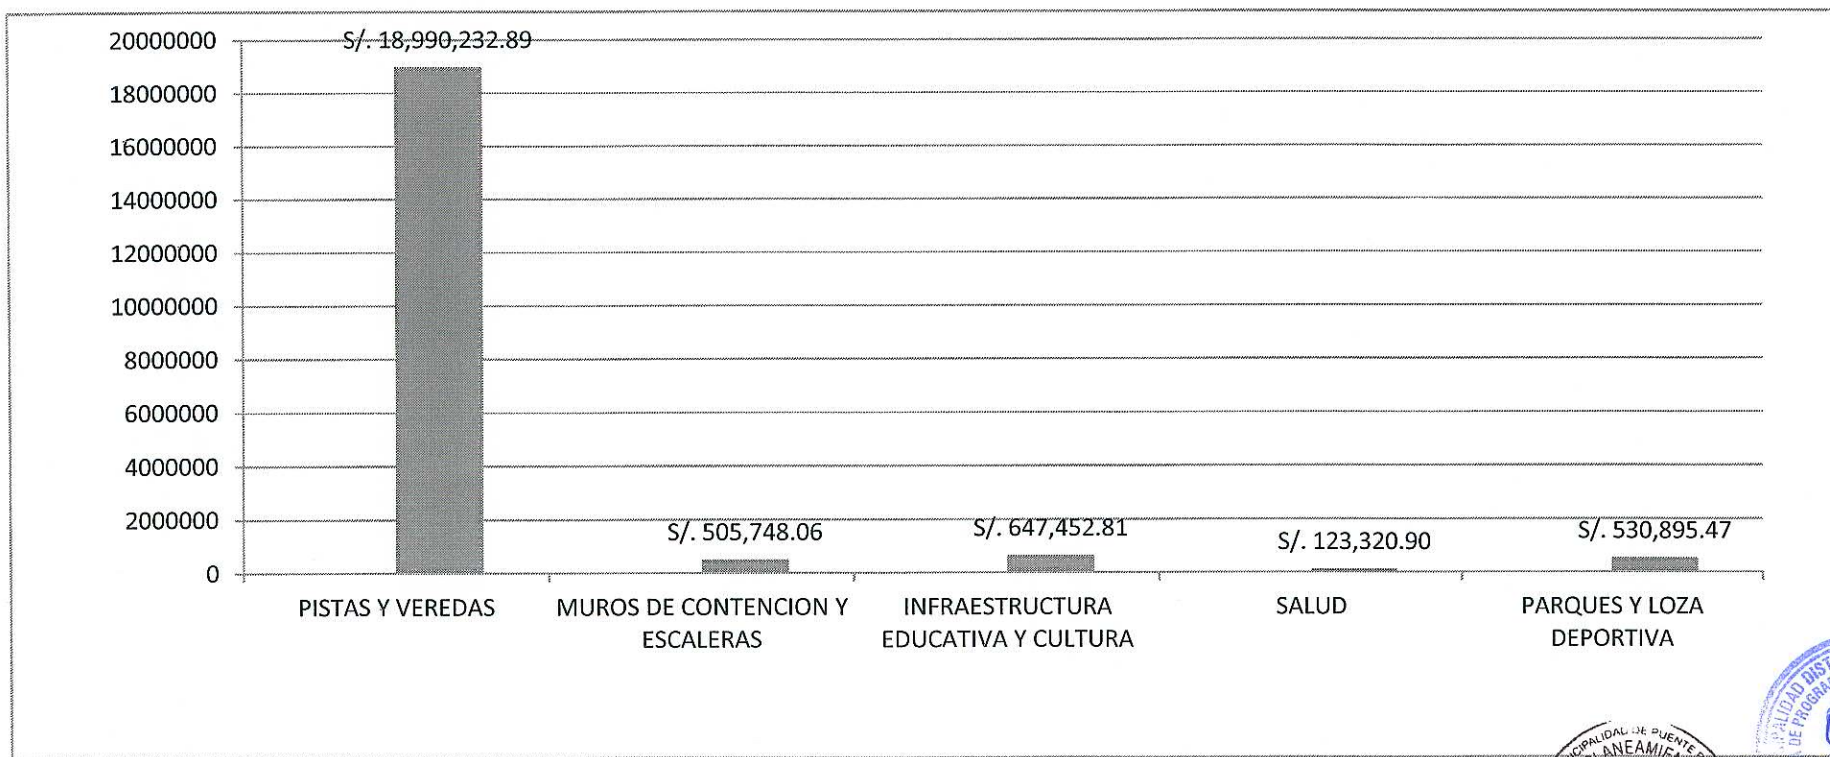 20000000
18000000
16000000
14000000
12000000
10000000
8000000
6000000
4000000
2000000
0
S/. 18,990,232.89
S/. 505,748.06
S/. 647,452.81
S/. 123,320.90
S/. 530,895.47
PISTAS Y VEREDAS
MUROS DE CONTENCION Y
ESCALERAS
INFRAESTRUCTURA
EDUCATIVA Y CULTURA
SALUD
PARQUES Y LOZA
DEPORTIVA
DE PUENTE